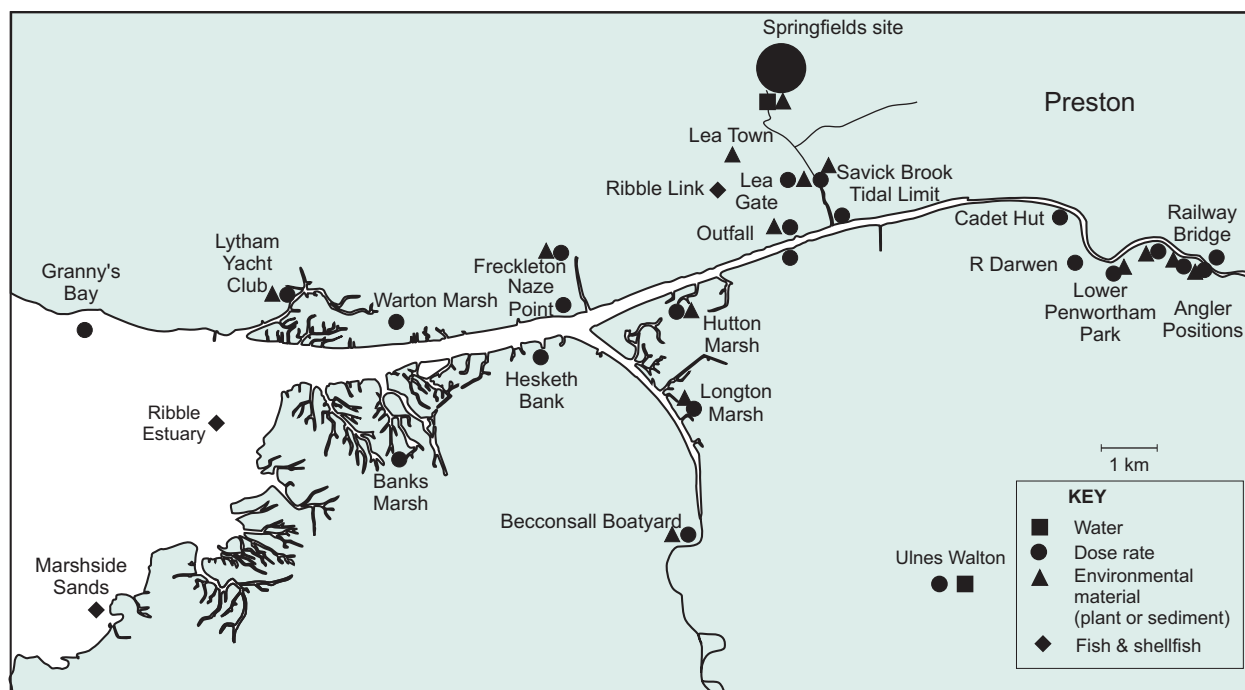 Springfields site
Preston
Lea Town
Ribble Link
Lea
Gate
Savick Brook
Tidal Limit
Outfall
Cadet Hut
Railway
Bridge
R Darwen
Lower
Penwortham
Park
Angler
Positions
Granny's
Bay
Lytham
Yacht
Club
Warton Marsh
Freckleton
Naze
Point
Hutton
Marsh
Hesketh
Bank
Longton
Marsh
Ribble
Estuary
Banks
Marsh
Becconsall Boatyard
Marshside
Sands
Ulnes Walton
1 km
KEY
Water
Dose rate
Environmental
material
(plant or sediment)
Fish & shellfish